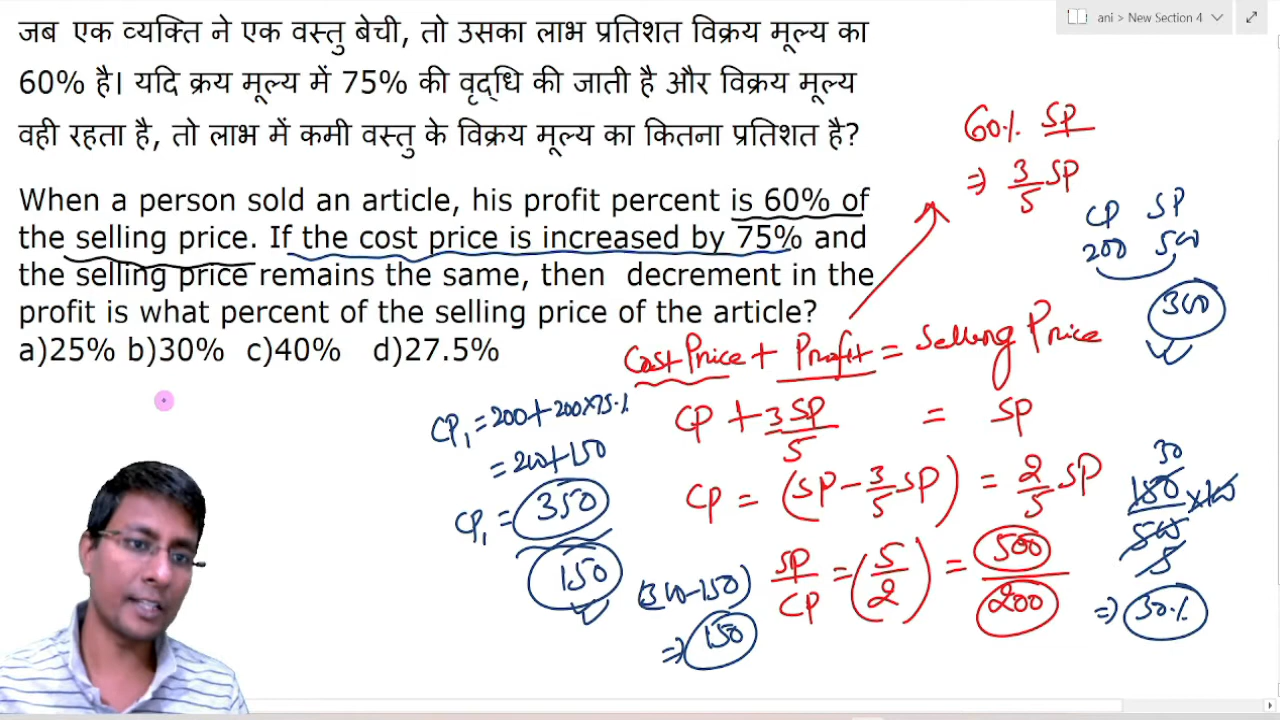 ani > New Section 4
जब एक व्यक्ति ने एक वस्तु बेची, तो उसका लाभ प्रतिशत विक्रय मूल्य का
60% है। यदि क्रय मूल्य में 75% की वृद्धि की जाती है और विक्रय मूल्य
वही रहता है, तो लाभ में कमी वस्तु के विक्रय मूल्य का कितना प्रतिशत है?
When a person sold an article, his profit percent is 60% of
the selling price. If the cost price is increased by 75% and
the selling price remains the same, then decrement in the
profit is what percent of the selling price of the article?
a)25% b)30% c)40% d)27.5%
60% SP
⇒ 3/5 SP
CP SP
200 500
300
Cost Price + Profit = Selling Price
CP + 3SP/5 = SP
CP = (SP - 3/5 SP) = 2/5 SP
SP/CP = (5/2) = 500/200
CP₁ = 200 + 200×75%
= 200 + 150
CP₁ = 350
150
(300-150)
⇒ 150
30
150/500 ×100
5
⇒ 30%